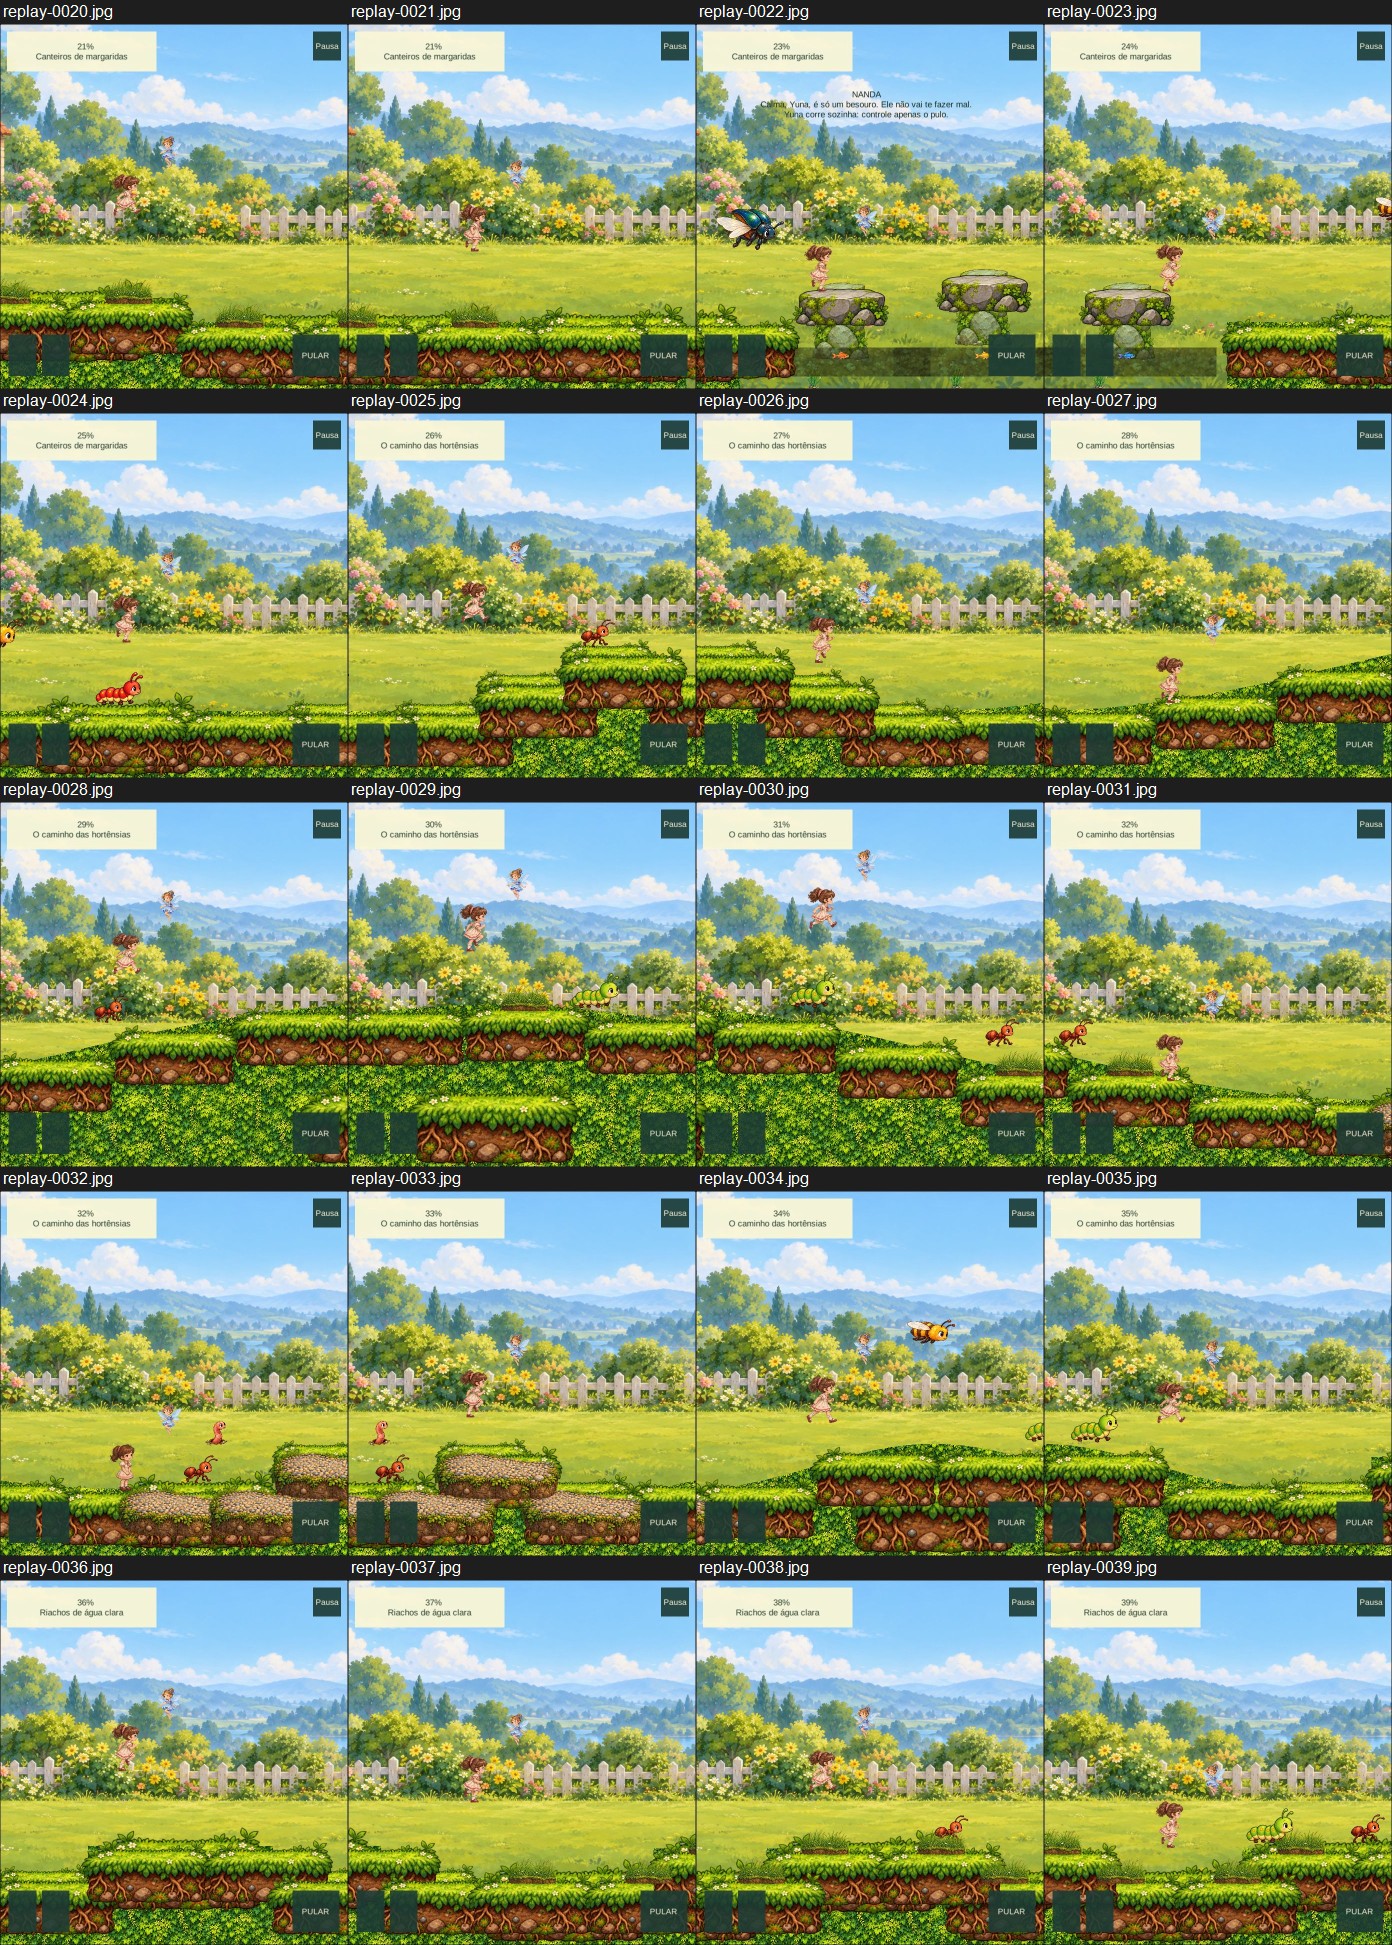 replay-0020.jpg
21%
Canteiros de margaridas
Pausa
PULAR
replay-0021.jpg
21%
Canteiros de margaridas
Pausa
PULAR
replay-0022.jpg
23%
Canteiros de margaridas
Pausa
NANDA
Calma, Yuna, é só um besouro. Ele não vai te fazer mal.
Yuna corre sozinha: controle apenas o pulo.
PULAR
replay-0023.jpg
24%
Canteiros de margaridas
Pausa
PULAR
replay-0024.jpg
25%
Canteiros de margaridas
Pausa
PULAR
replay-0025.jpg
26%
O caminho das hortênsias
Pausa
PULAR
replay-0026.jpg
27%
O caminho das hortênsias
Pausa
PULAR
replay-0027.jpg
28%
O caminho das hortênsias
Pausa
PULAR
replay-0028.jpg
29%
O caminho das hortênsias
Pausa
PULAR
replay-0029.jpg
30%
O caminho das hortênsias
Pausa
PULAR
replay-0030.jpg
31%
O caminho das hortênsias
Pausa
PULAR
replay-0031.jpg
32%
O caminho das hortênsias
Pausa
PULAR
replay-0032.jpg
32%
O caminho das hortênsias
Pausa
PULAR
replay-0033.jpg
33%
O caminho das hortênsias
Pausa
PULAR
replay-0034.jpg
34%
O caminho das hortênsias
Pausa
PULAR
replay-0035.jpg
35%
O caminho das hortênsias
Pausa
PULAR
replay-0036.jpg
36%
Riachos de água clara
Pausa
PULAR
replay-0037.jpg
37%
Riachos de água clara
Pausa
PULAR
replay-0038.jpg
38%
Riachos de água clara
Pausa
PULAR
replay-0039.jpg
39%
Riachos de água clara
Pausa
PULAR